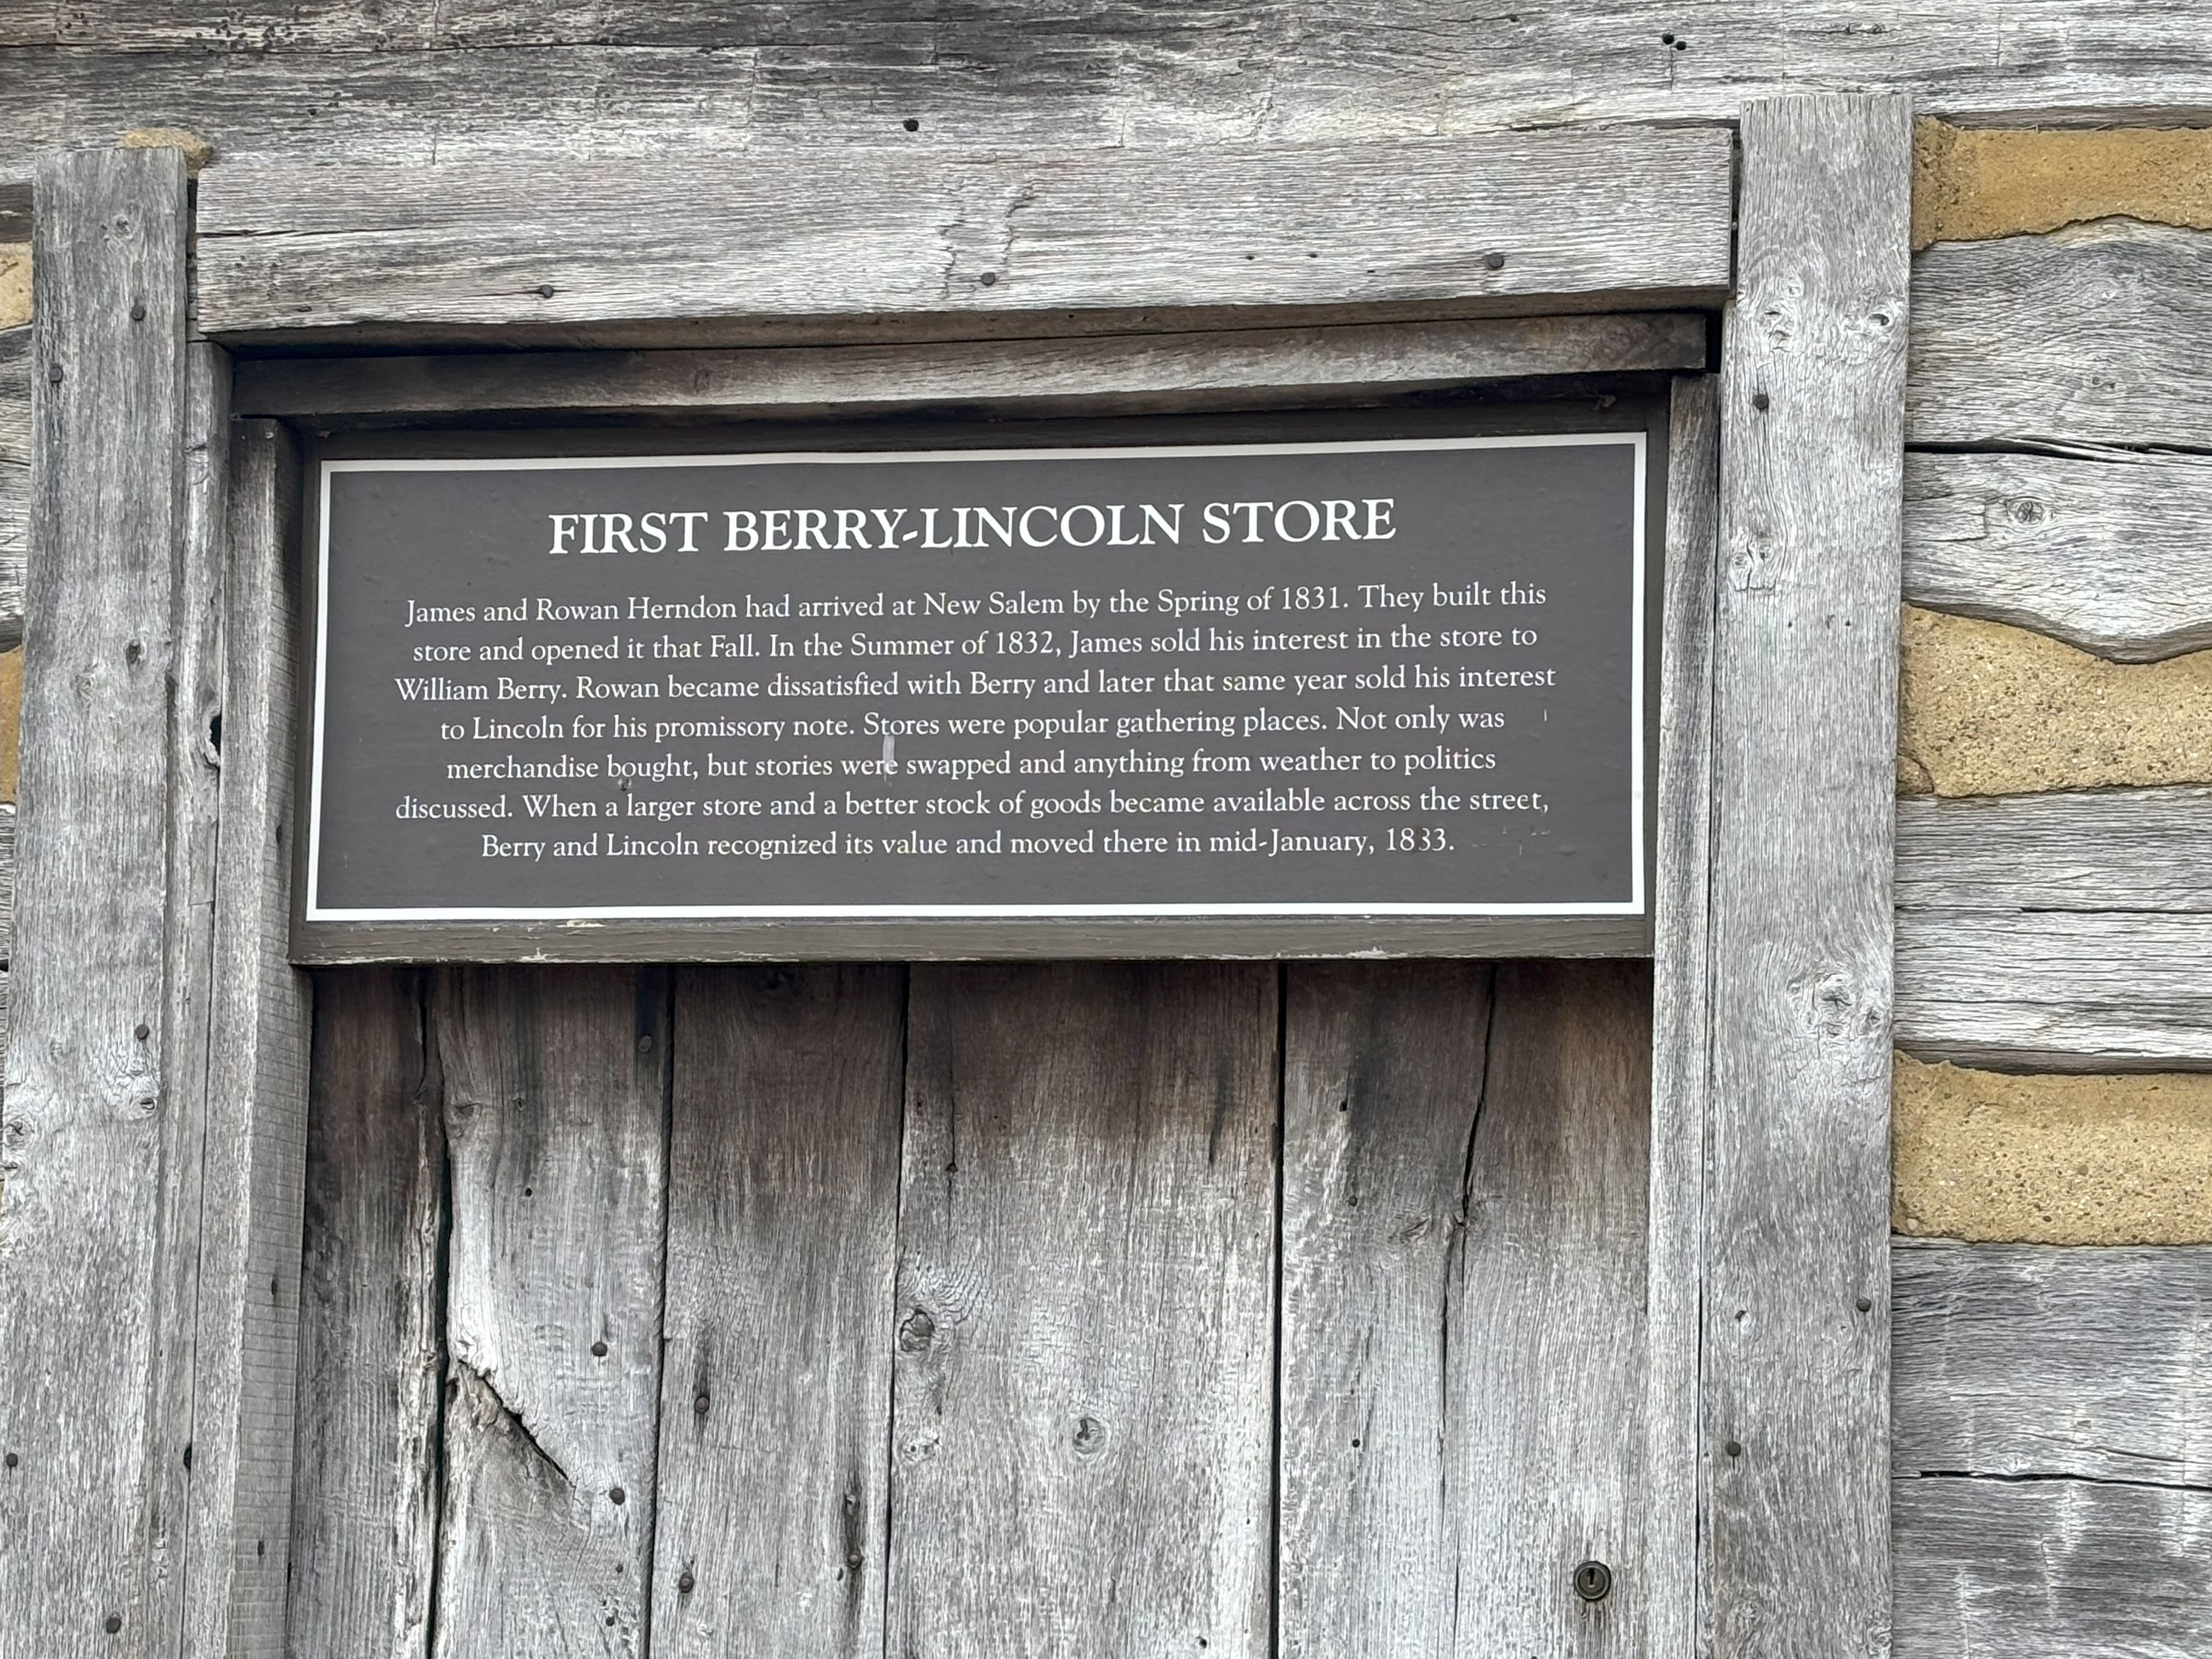 FIRST BERRY-LINCOLN STORE
James and Rowan Herndon had arrived at New Salem by the Spring of 1831. They built this
store and opened it that Fall. In the Summer of 1832, James sold his interest in the store to
William Berry. Rowan became dissatisfied with Berry and later that same year sold his interest
to Lincoln for his promissory note. Stores were popular gathering places. Not only was
merchandise bought, but stories were swapped and anything from weather to politics
discussed. When a larger store and a better stock of goods became available across the street,
Berry and Lincoln recognized its value and moved there in mid-January, 1833.